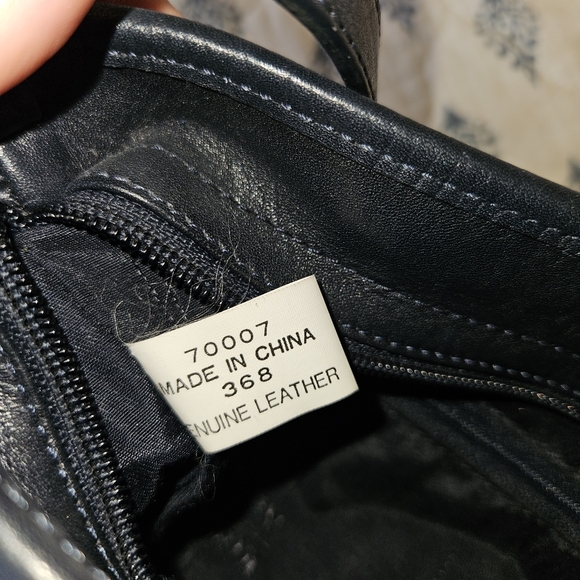 70007
MADE IN CHINA
368
ENUINE LEATHER